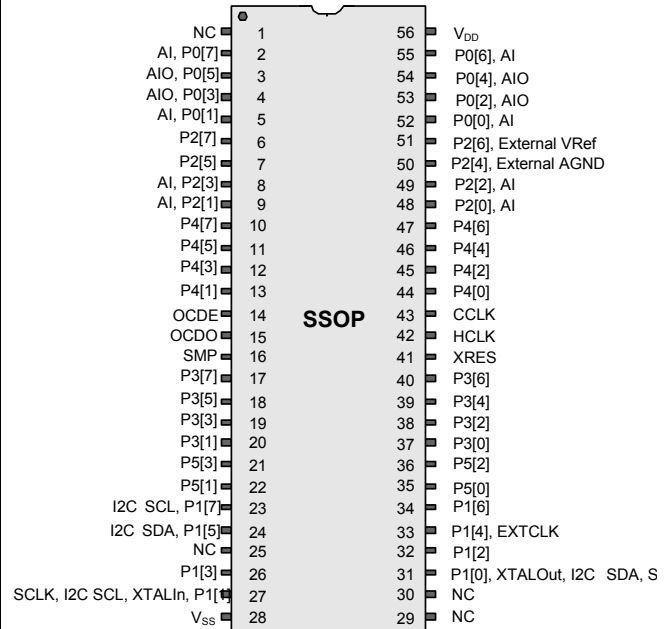 NC 1 56 VDD
AI, P0[7] 2 55 P0[6], AI
AIO, P0[5] 3 54 P0[4], AIO
AIO, P0[3] 4 53 P0[2], AIO
AI, P0[1] 5 52 P0[0], AI
P2[7] 6 51 P2[6], External VRef
P2[5] 7 50 P2[4], External AGND
AI, P2[3] 8 49 P2[2], AI
AI, P2[1] 9 48 P2[0], AI
P4[7] 10 47 P4[6]
P4[5] 11 46 P4[4]
P4[3] 12 45 P4[2]
P4[1] 13 44 P4[0]
OCDE 14 SSOP 43 CCLK
OCDO 15 42 HCLK
SMP 16 41 XRES
P3[7] 17 40 P3[6]
P3[5] 18 39 P3[4]
P3[3] 19 38 P3[2]
P3[1] 20 37 P3[0]
P5[3] 21 36 P5[2]
P5[1] 22 35 P5[0]
I2C SCL, P1[7] 23 34 P1[6]
I2C SDA, P1[5] 24 33 P1[4], EXTCLK
NC 25 32 P1[2]
P1[3] 26 31 P1[0], XTALOut, I2C SDA, S
SCLK, I2C SCL, XTALIn, P1[1] 27 30 NC
VSS 28 29 NC